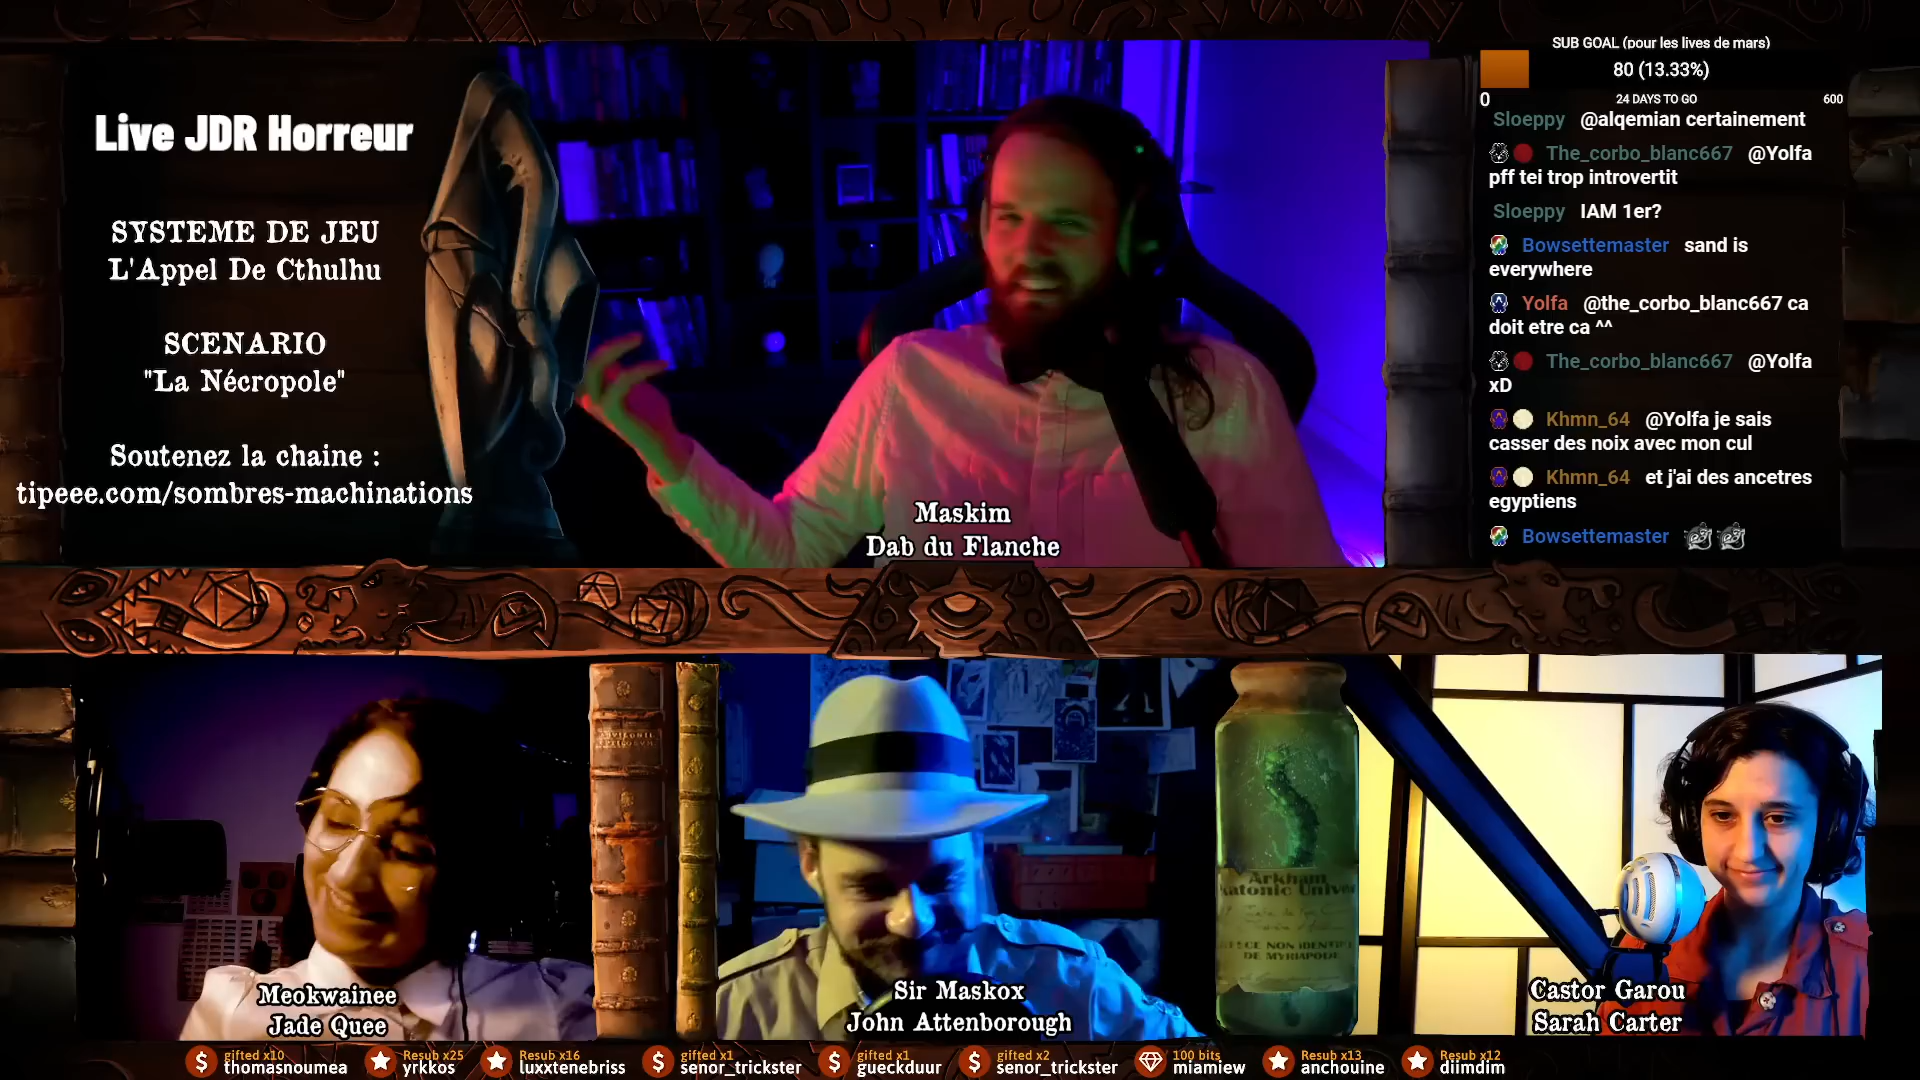 Live JDR Horreur
SYSTEME DE JEU
L'Appel De Cthulhu
SCENARIO
"La Nécropole"
Soutenez la chaine :
tipeee.com/sombres-machinations
Maskim
Dab du Flanche
SUB GOAL (pour les lives de mars)
80 (13.33%)
0
24 DAYS TO GO
600
Sloeppy @alqemian certainement
The_corbo_blanc667 @Yolfa
pff tei trop introvertit
Sloeppy IAM 1er?
Bowsettemaster sand is
everywhere
Yolfa @the_corbo_blanc667 ca
doit etre ca ^^
The_corbo_blanc667 @Yolfa
xD
Khmn_64 @Yolfa je sais
casser des noix avec mon cul
Khmn_64 et j'ai des ancetres
egyptiens
Bowsettemaster
Arkham
DE MYRIAPODE
Meokwainee
Jade Quee
Sir Maskox
John Attenborough
Castor Garou
Sarah Carter
gifted x10
thomasnoumea
Resub x25
yrkkos
Resub x16
luxxtenebriss
gifted x1
senor_trickster
gifted x1
gueckduur
gifted x2
senor_trickster
100 bits
miamiew
Resub x13
anchouine
Resub x12
diimdim